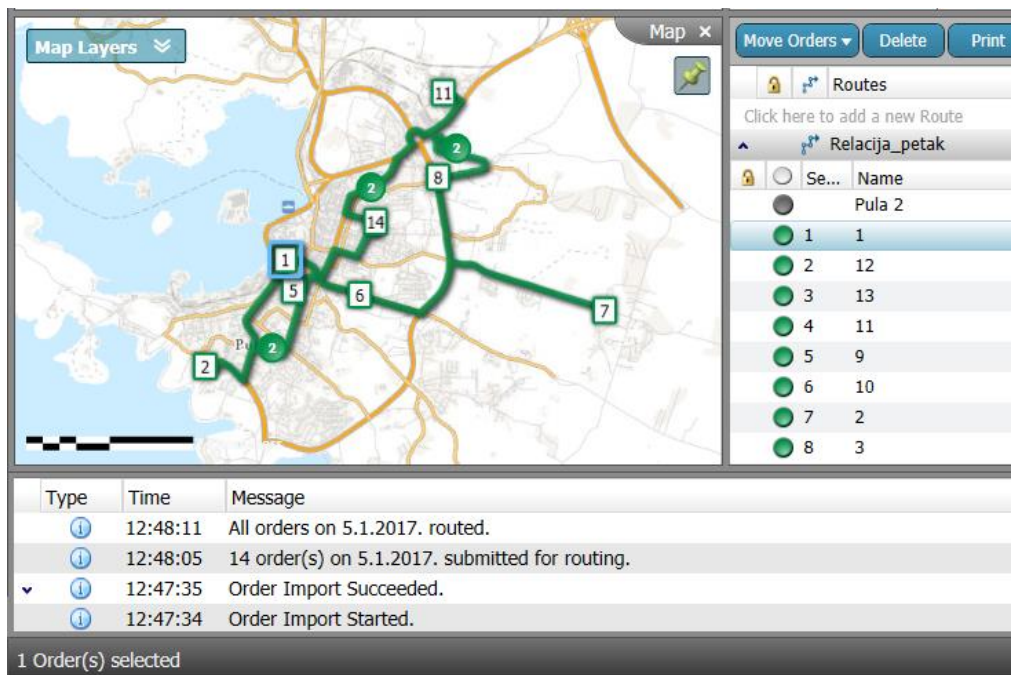 Map Layers
Map ×
11
2
8
2
14
1
5
6
7
2
2
Move Orders
Delete
Print
Routes
Click here to add a new Route
Relacija_petak
Se... Name
Pula 2
1 1
2 12
3 13
4 11
5 9
6 10
7 2
8 3
Type Time Message
12:48:11 All orders on 5.1.2017. routed.
12:48:05 14 order(s) on 5.1.2017. submitted for routing.
12:47:35 Order Import Succeeded.
12:47:34 Order Import Started.
1 Order(s) selected